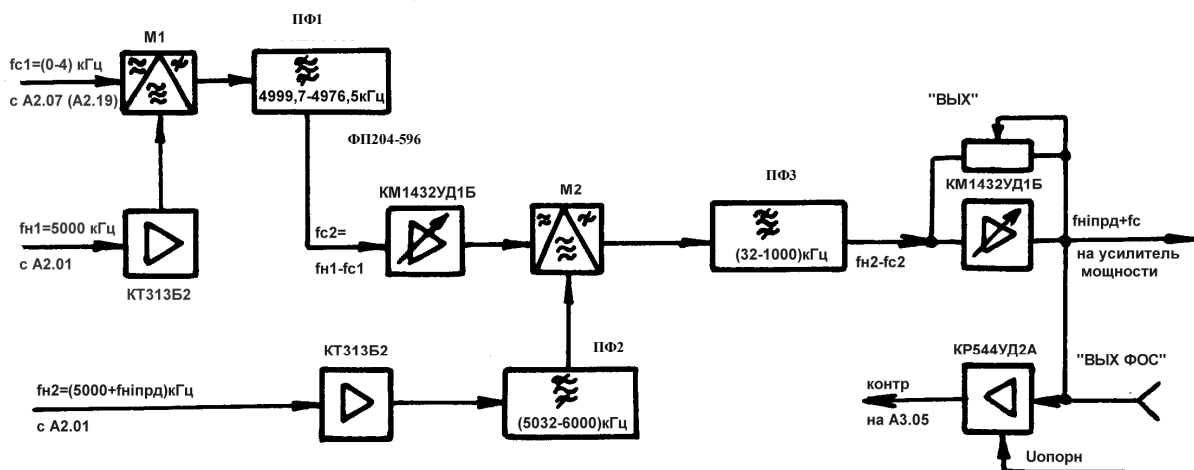 ПФ1
М1
fc1=(0-4) кГц
с А2.07 (А2.19)
4999,7-4976,5кГц
ФП204-596
"ВЫХ"
КМ1432УД1Б
КМ1432УД1Б
М2
ПФ3
fн1=5000 кГц
с А2.01
КТ313Б2
fc2=
fн1-fc1
(32-1000)кГц
fн2-fc2
fніпрд+fc
на усилитель
мощности
КТ313Б2
ПФ2
КР544УД2А
"ВЫХ ФОС"
fн2=(5000+fніпрд)кГц
с А2.01
(5032-6000)кГц
контр
на А3.05
Uопорн